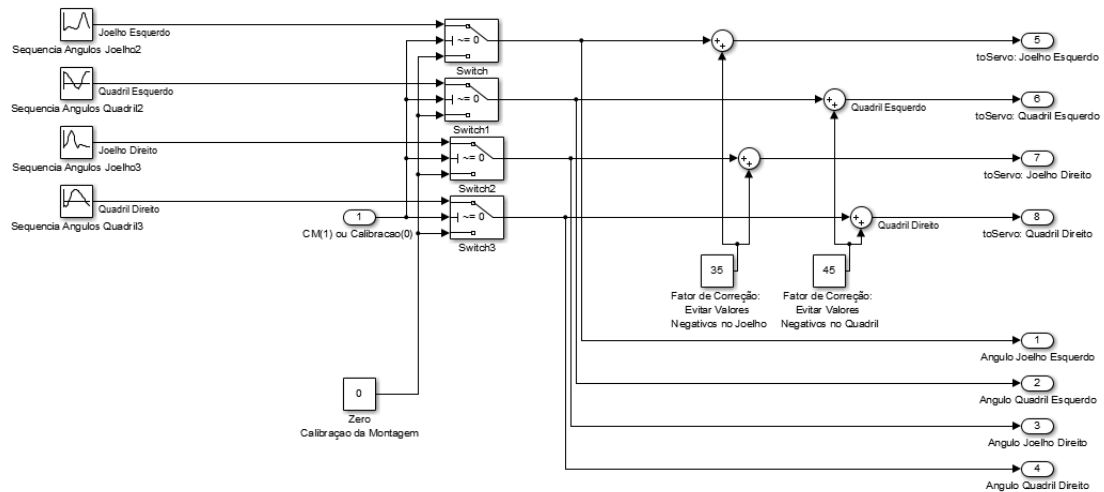 Joelho Esquerdo
Sequencia Angulos Joelho2
~= 0
Switch
Quadril Esquerdo
Sequencia Angulos Quadril2
~= 0
Switch1
Joelho Direito
Sequencia Angulos Joelho3
~= 0
Switch2
Quadril Direito
Sequencia Angulos Quadril3
~= 0
Switch3
1
CM(1) ou Calibracao(0)
0
Zero
Calibraçao da Montagem
35
Fator de Correção:
Evitar Valores
Negativos no Joelho
45
Fator de Correção:
Evitar Valores
Negativos no Quadril
5
toServo: Joelho Esquerdo
Quadril Esquerdo
6
toServo: Quadril Esquerdo
7
toServo: Joelho Direito
Quadril Direito
8
toServo: Quadril Direito
1
Angulo Joelho Esquerdo
2
Angulo Quadril Esquerdo
3
Angulo Joelho Direito
4
Angulo Quadril Direito